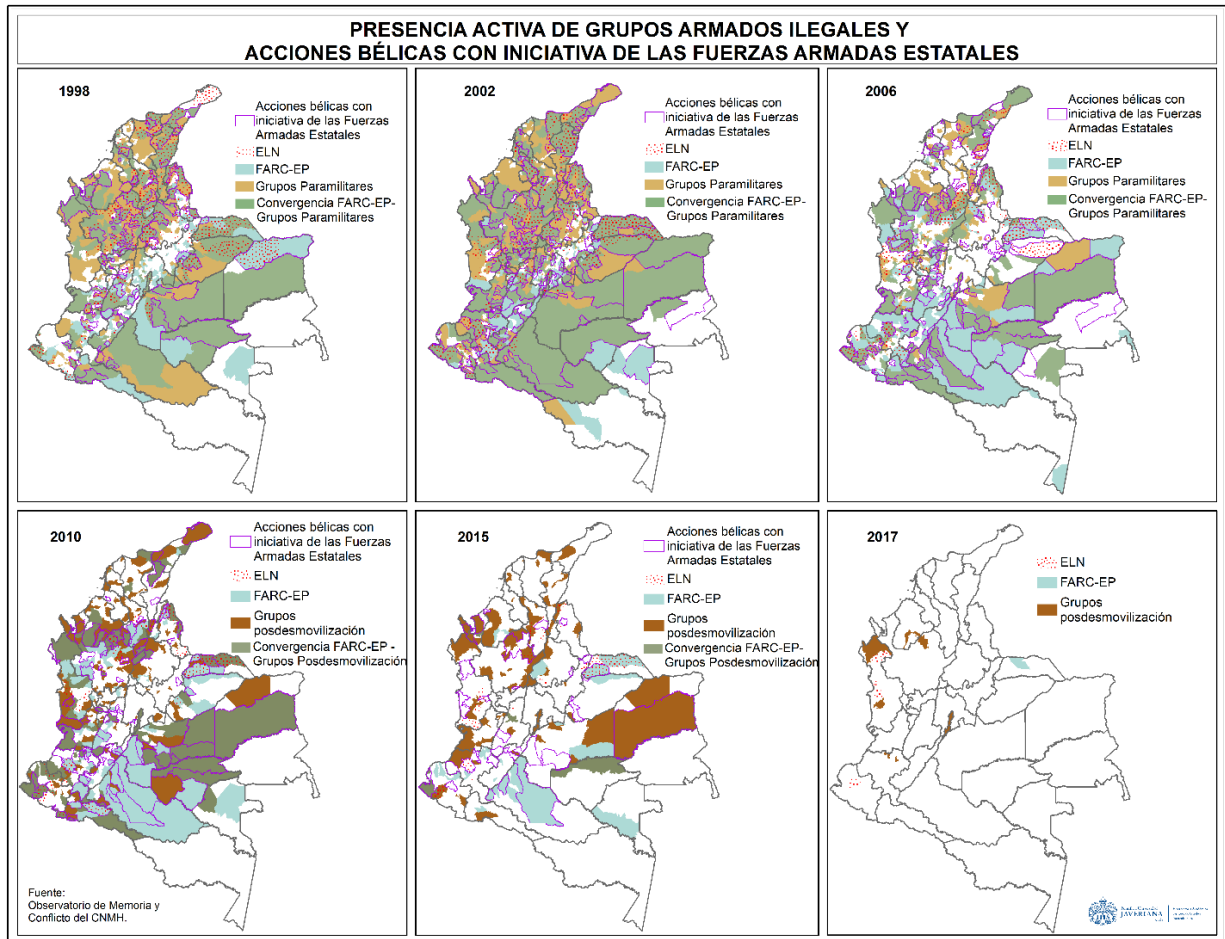 PRESENCIA ACTIVA DE GRUPOS ARMADOS ILEGALES Y
ACCIONES BÉLICAS CON INICIATIVA DE LAS FUERZAS ARMADAS ESTATALES
1998
Acciones bélicas con
iniciativa de las Fuerzas
Armadas Estatales
ELN
FARC-EP
Grupos Paramilitares
Convergencia FARC-EP-
Grupos Paramilitares
2002
Acciones bélicas con
iniciativa de las Fuerzas
Armadas Estatales
ELN
FARC-EP
Grupos Paramilitares
Convergencia FARC-EP-
Grupos Paramilitares
2006
Acciones bélicas con
iniciativa de las Fuerzas
Armadas Estatales
ELN
FARC-EP
Grupos Paramilitares
Convergencia FARC-EP-
Grupos Paramilitares
2010
Acciones bélicas con
iniciativa de las Fuerzas
Armadas Estatales
ELN
FARC-EP
Grupos
posdesmovilización
Convergencia FARC-EP -
Grupos Posdesmovilización
Fuente:
Observatorio de Memoria y
Conflicto del CNMH.
2015
Acciones bélicas con
iniciativa de las Fuerzas
Armadas Estatales
ELN
FARC-EP
Grupos
posdesmovilización
Convergencia FARC-EP-
Grupos Posdesmovilización
2017
ELN
FARC-EP
Grupos
posdesmovilización
JAVERIANA